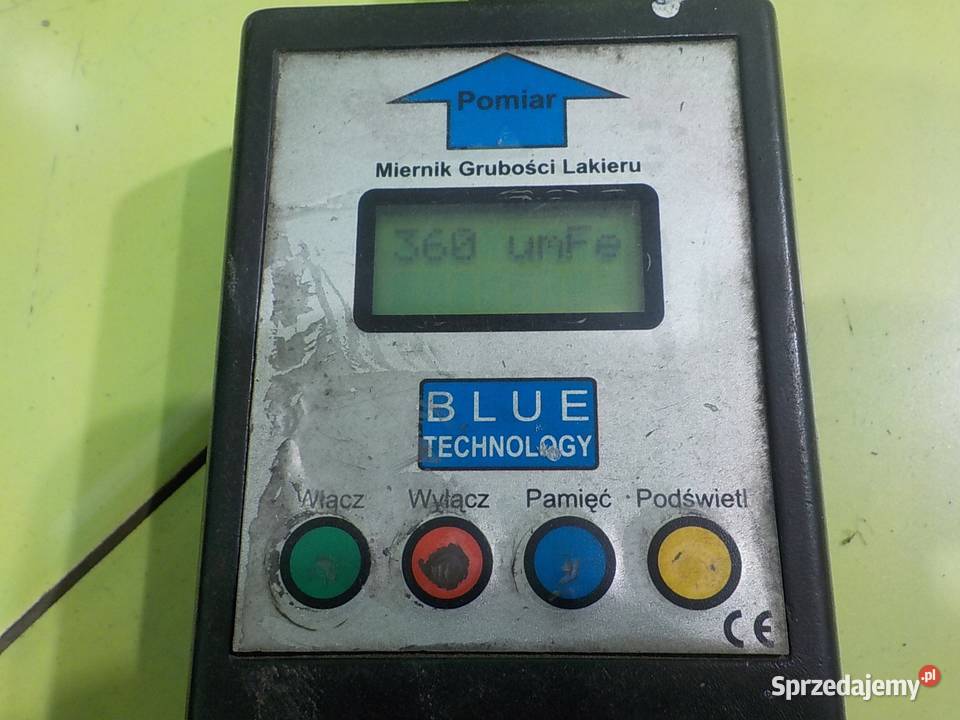 Pomiar
Miernik Grubości Lakieru
360 umFe
BLUE
TECHNOLOGY
Włącz Wyłącz Pamięć Podświetl
CE
Sprzedajemy.pl